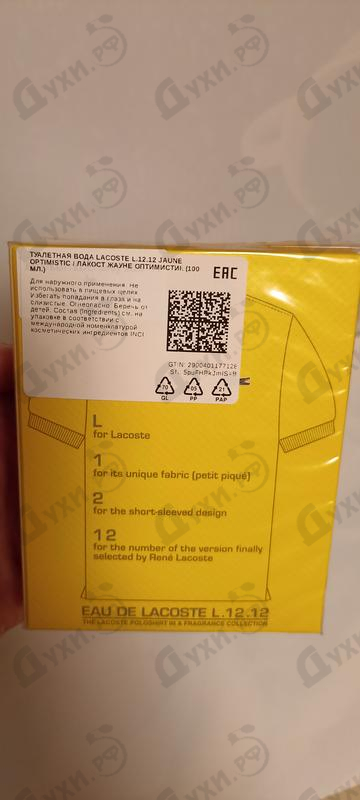 ТУАЛЕТНАЯ ВОДА LACOSTE L.12.12 JAUNE
OPTIMISTIC / ЛАКОСТ ЖАУНЕ ОПТИМИСТИК (100
МЛ.)
EAC
Для наружного применения. Не
использовать в пищевых целях.
Избегать попадания в глаза и на
слизистые. Огнеопасно. Беречь от
детей. Состав (Ingredients) см. на
упаковке в соответствии с
международной номенклатурой
косметических ингредиентов INCI
GTIN: 2900401177128
70
GL
05
PP
21
PAP
L
for Lacoste
1
for its unique fabric (petit piqué)
2
for the short-sleeved design
12
for the number of the version finally
selected by René Lacoste
EAU DE LACOSTE L.12.12
THE LACOSTE POLOSHIRT IN A FRAGRANCE COLLECTION
Духи.рф